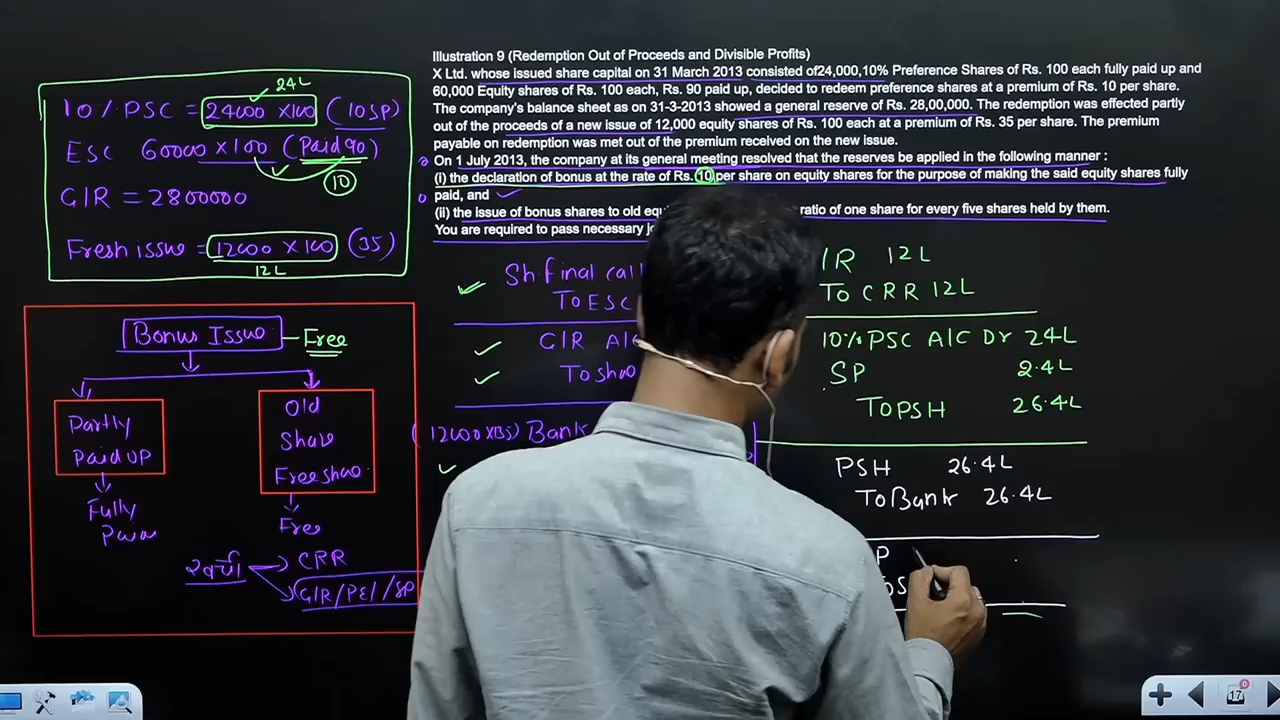 Illustration 9 (Redemption Out of Proceeds and Divisible Profits)
X Ltd. whose issued share capital on 31 March 2013 consisted of24,000,10% Preference Shares of Rs. 100 each fully paid up and
60,000 Equity shares of Rs. 100 each, Rs. 90 paid up, decided to redeem preference shares at a premium of Rs. 10 per share.
The company's balance sheet as on 31-3-2013 showed a general reserve of Rs. 28,00,000. The redemption was effected partly
out of the proceeds of a new issue of 12,000 equity shares of Rs. 100 each at a premium of Rs. 35 per share. The premium
payable on redemption was met out of the premium received on the new issue.
On 1 July 2013, the company at its general meeting resolved that the reserves be applied in the following manner :
(i) the declaration of bonus at the rate of Rs. 10 per share on equity shares for the purpose of making the said equity shares fully
paid, and
(ii) the issue of bonus shares to old equ ratio of one share for every five shares held by them.
You are required to pass necessary jo
24L
10% PSC = 24000 X100 (10SP)
ESC 60000 X 100 (Paid 90)
10
G/R = 2800000
Fresh issue = 12000 X 100 (35)
12L
Bonus Issue - Free
Partly
Paid UP
Fully
Old
Share
Free share
Free
खर्चा
CRR
G/R/P&L/SP
Sh. Final call
To ESC
G/R A/C
To share
(12000 X135) Bank
G/R 12L
To CRR 12L
10% PSC A/C Dr 24L
SP 2.4L
To PSH 26.4L
PSH 26.4L
To Bank 26.4L
P
17